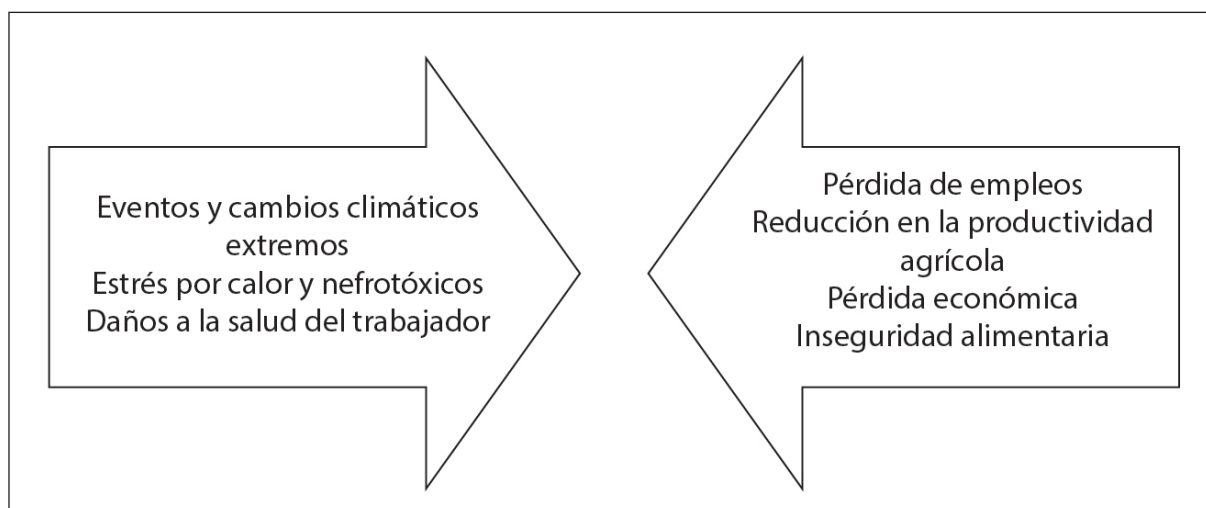 Eventos y cambios climáticos
extremos
Estrés por calor y nefrotóxicos
Daños a la salud del trabajador
Pérdida de empleos
Reducción en la productividad
agrícola
Pérdida económica
Inseguridad alimentaria